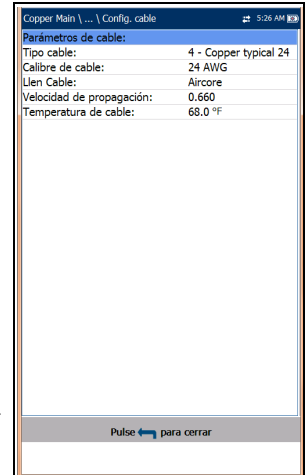 Copper Main \ ... \ Config. cable 5:26 AM
Parámetros de cable:
Tipo cable: 4 - Copper typical 24
Calibre de cable: 24 AWG
Llen Cable: Aircore
Velocidad de propagación: 0.660
Temperatura de cable: 68.0 °F
Pulse para cerrar